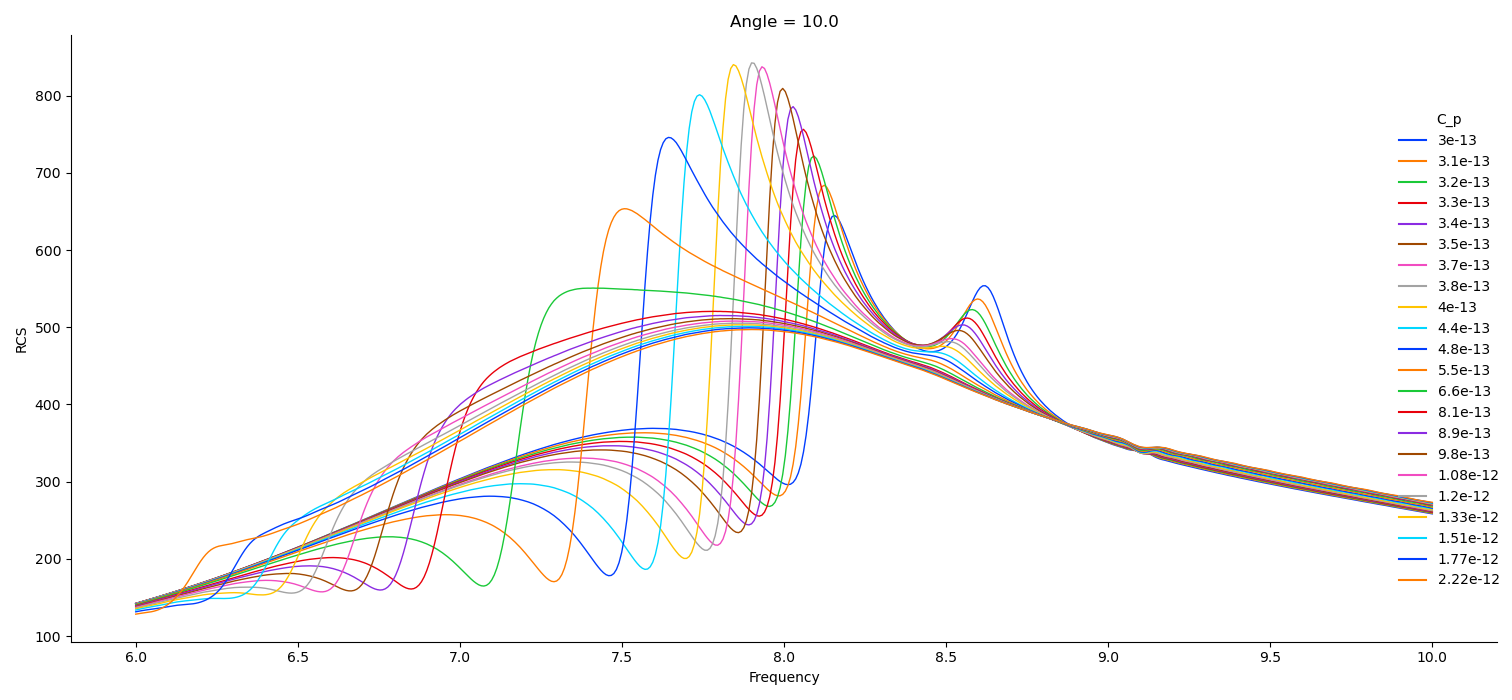 Angle = 10.0
RCS
800
700
600
500
400
300
200
100
6.0 6.5 7.0 7.5 8.0 8.5 9.0 9.5 10.0
Frequency
C_p
3e-13
3.1e-13
3.2e-13
3.3e-13
3.4e-13
3.5e-13
3.7e-13
3.8e-13
4e-13
4.4e-13
4.8e-13
5.5e-13
6.6e-13
8.1e-13
8.9e-13
9.8e-13
1.08e-12
1.2e-12
1.33e-12
1.51e-12
1.77e-12
2.22e-12